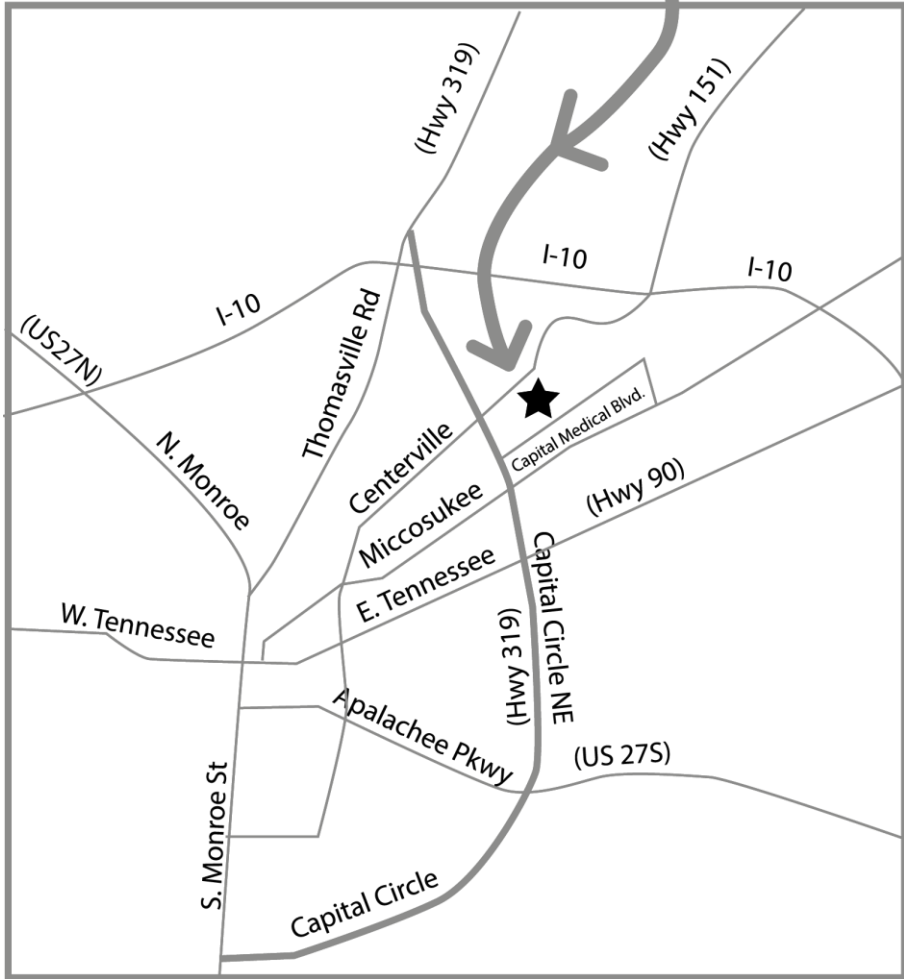 (Hwy 319)
(Hwy 151)
I-10
I-10
I-10
(US27N)
Thomasville Rd
N. Monroe
Centerville
Capital Medical Blvd.
Miccosukee
(Hwy 90)
E. Tennessee
Capital Circle NE
(Hwy 319)
W. Tennessee
Apalachee Pkwy
(US 27S)
S. Monroe St
Capital Circle